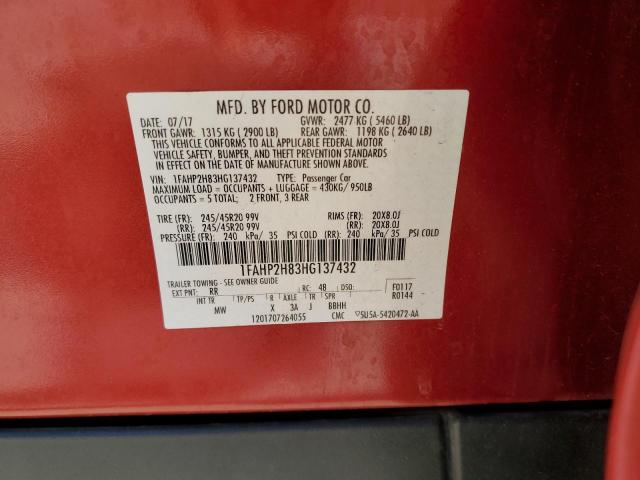 MFD. BY FORD MOTOR CO.
DATE: 07/17 GVWR: 2477 KG ( 5460 LB)
FRONT GAWR: 1315 KG ( 2900 LB) REAR GAWR: 1198 KG ( 2640 LB)
THIS VEHICLE CONFORMS TO ALL APPLICABLE FEDERAL MOTOR
VEHICLE SAFETY, BUMPER, AND THEFT PREVENTION STANDARDS
IN EFFECT ON THE DATE OF MANUFACTURE SHOWN ABOVE.
VIN: 1FAHP2H83HG137432 TYPE: Passenger Car
MAXIMUM LOAD = OCCUPANTS + LUGGAGE = 430KG/ 950LB
OCCUPANTS = 5 TOTAL; 2 FRONT, 3 REAR
TIRE (FR): 245/45R20 99V RIMS (FR): 20X8.0J
(RR): 245/45R20 99V (RR): 20X8.0J
PRESSURE (FR): 240 kPa/ 35 PSI COLD (RR): 240 kPa/ 35 PSI COLD
1FAHP2H83HG137432
TRAILER TOWING - SEE OWNER GUIDE F0117
EXT PNT: RR RC: 48 DSO: R0144
INT TR TP/PS R AXLE TR SPR
MW X 3A J BBHH
1201707264055 CMC 5U5A-5420472-AA